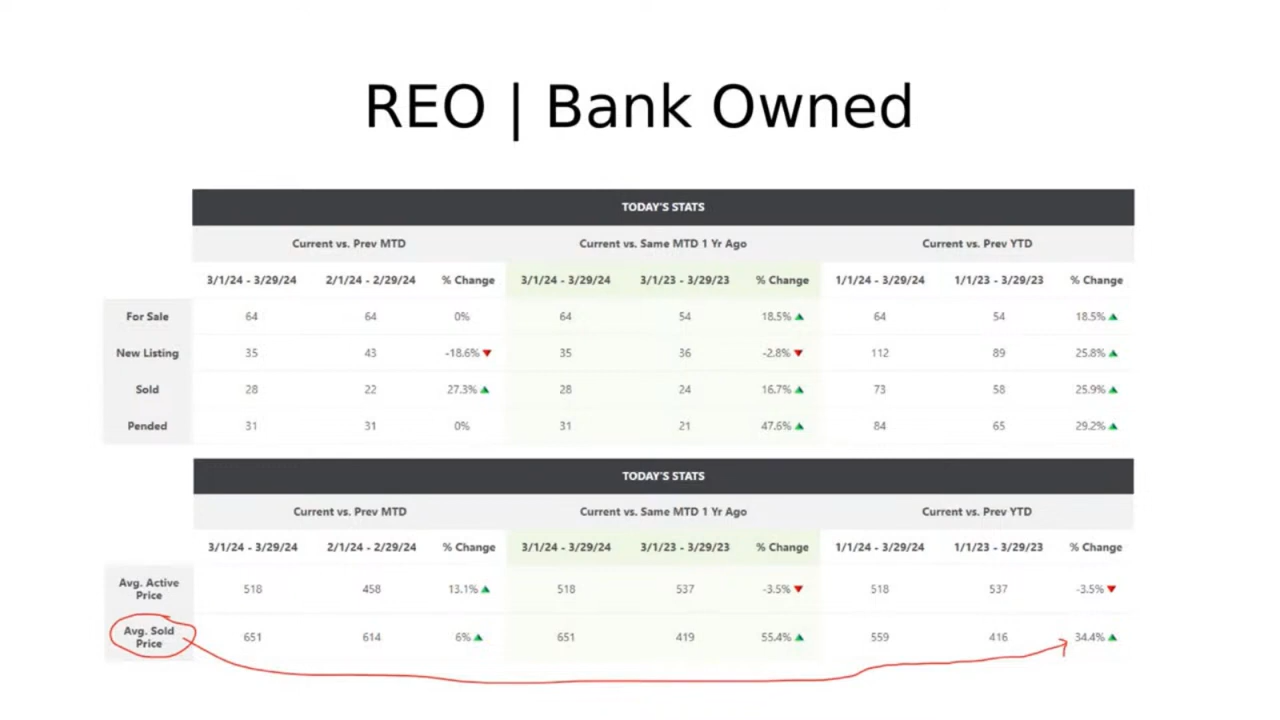 REO | Bank Owned
TODAY'S STATS
Current vs. Prev MTD Current vs. Same MTD 1 Yr Ago Current vs. Prev YTD
3/1/24 - 3/29/24 2/1/24 - 2/29/24 % Change 3/1/24 - 3/29/24 3/1/23 - 3/29/23 % Change 1/1/24 - 3/29/24 1/1/23 - 3/29/23 % Change
For Sale 64 64 0% 64 54 18.5% 64 54 18.5%
New Listing 35 43 -18.6% 35 36 -2.8% 112 89 25.8%
Sold 28 22 27.3% 28 24 16.7% 73 58 25.9%
Pended 31 31 0% 31 21 47.6% 84 65 29.2%
TODAY'S STATS
Current vs. Prev MTD Current vs. Same MTD 1 Yr Ago Current vs. Prev YTD
3/1/24 - 3/29/24 2/1/24 - 2/29/24 % Change 3/1/24 - 3/29/24 3/1/23 - 3/29/23 % Change 1/1/24 - 3/29/24 1/1/23 - 3/29/23 % Change
Avg. Active
Price 518 458 13.1% 518 537 -3.5% 518 537 -3.5%
Avg. Sold
Price 651 614 6% 651 419 55.4% 559 416 34.4%